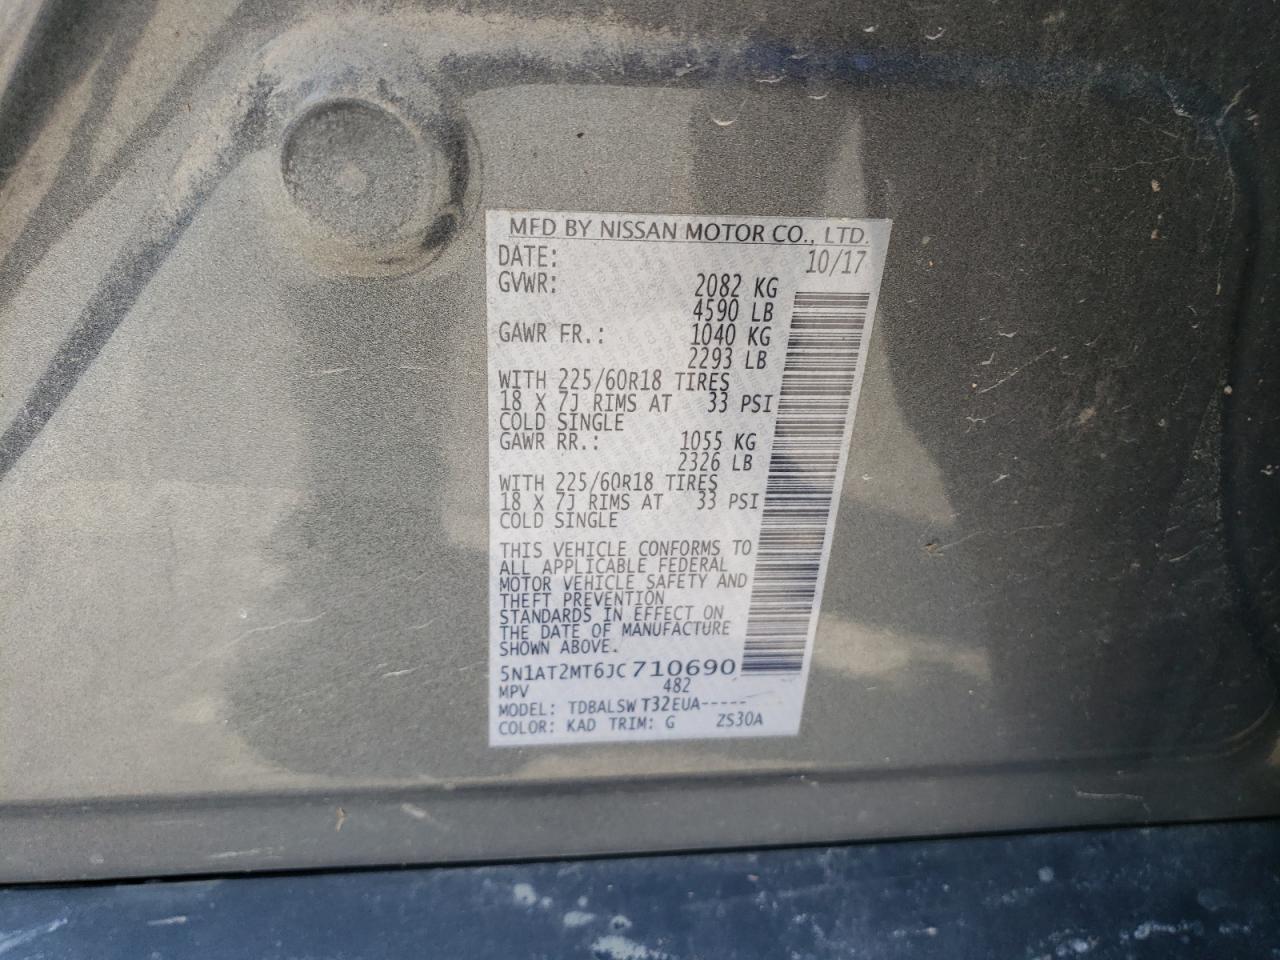 MFD BY NISSAN MOTOR CO., LTD.
DATE: 10/17
GVWR: 2082 KG
4590 LB
GAWR FR.: 1040 KG
2293 LB
WITH 225/60R18 TIRES
18 X 7J RIMS AT 33 PSI
COLD SINGLE
GAWR RR.: 1055 KG
2326 LB
WITH 225/60R18 TIRES
18 X 7J RIMS AT 33 PSI
COLD SINGLE
THIS VEHICLE CONFORMS TO
ALL APPLICABLE FEDERAL
MOTOR VEHICLE SAFETY AND
THEFT PREVENTION
STANDARDS IN EFFECT ON
THE DATE OF MANUFACTURE
SHOWN ABOVE.
5N1AT2MT6JC710690
MPV 482
MODEL: TDBALSW T32EUA-----
COLOR: KAD TRIM: G ZS30A